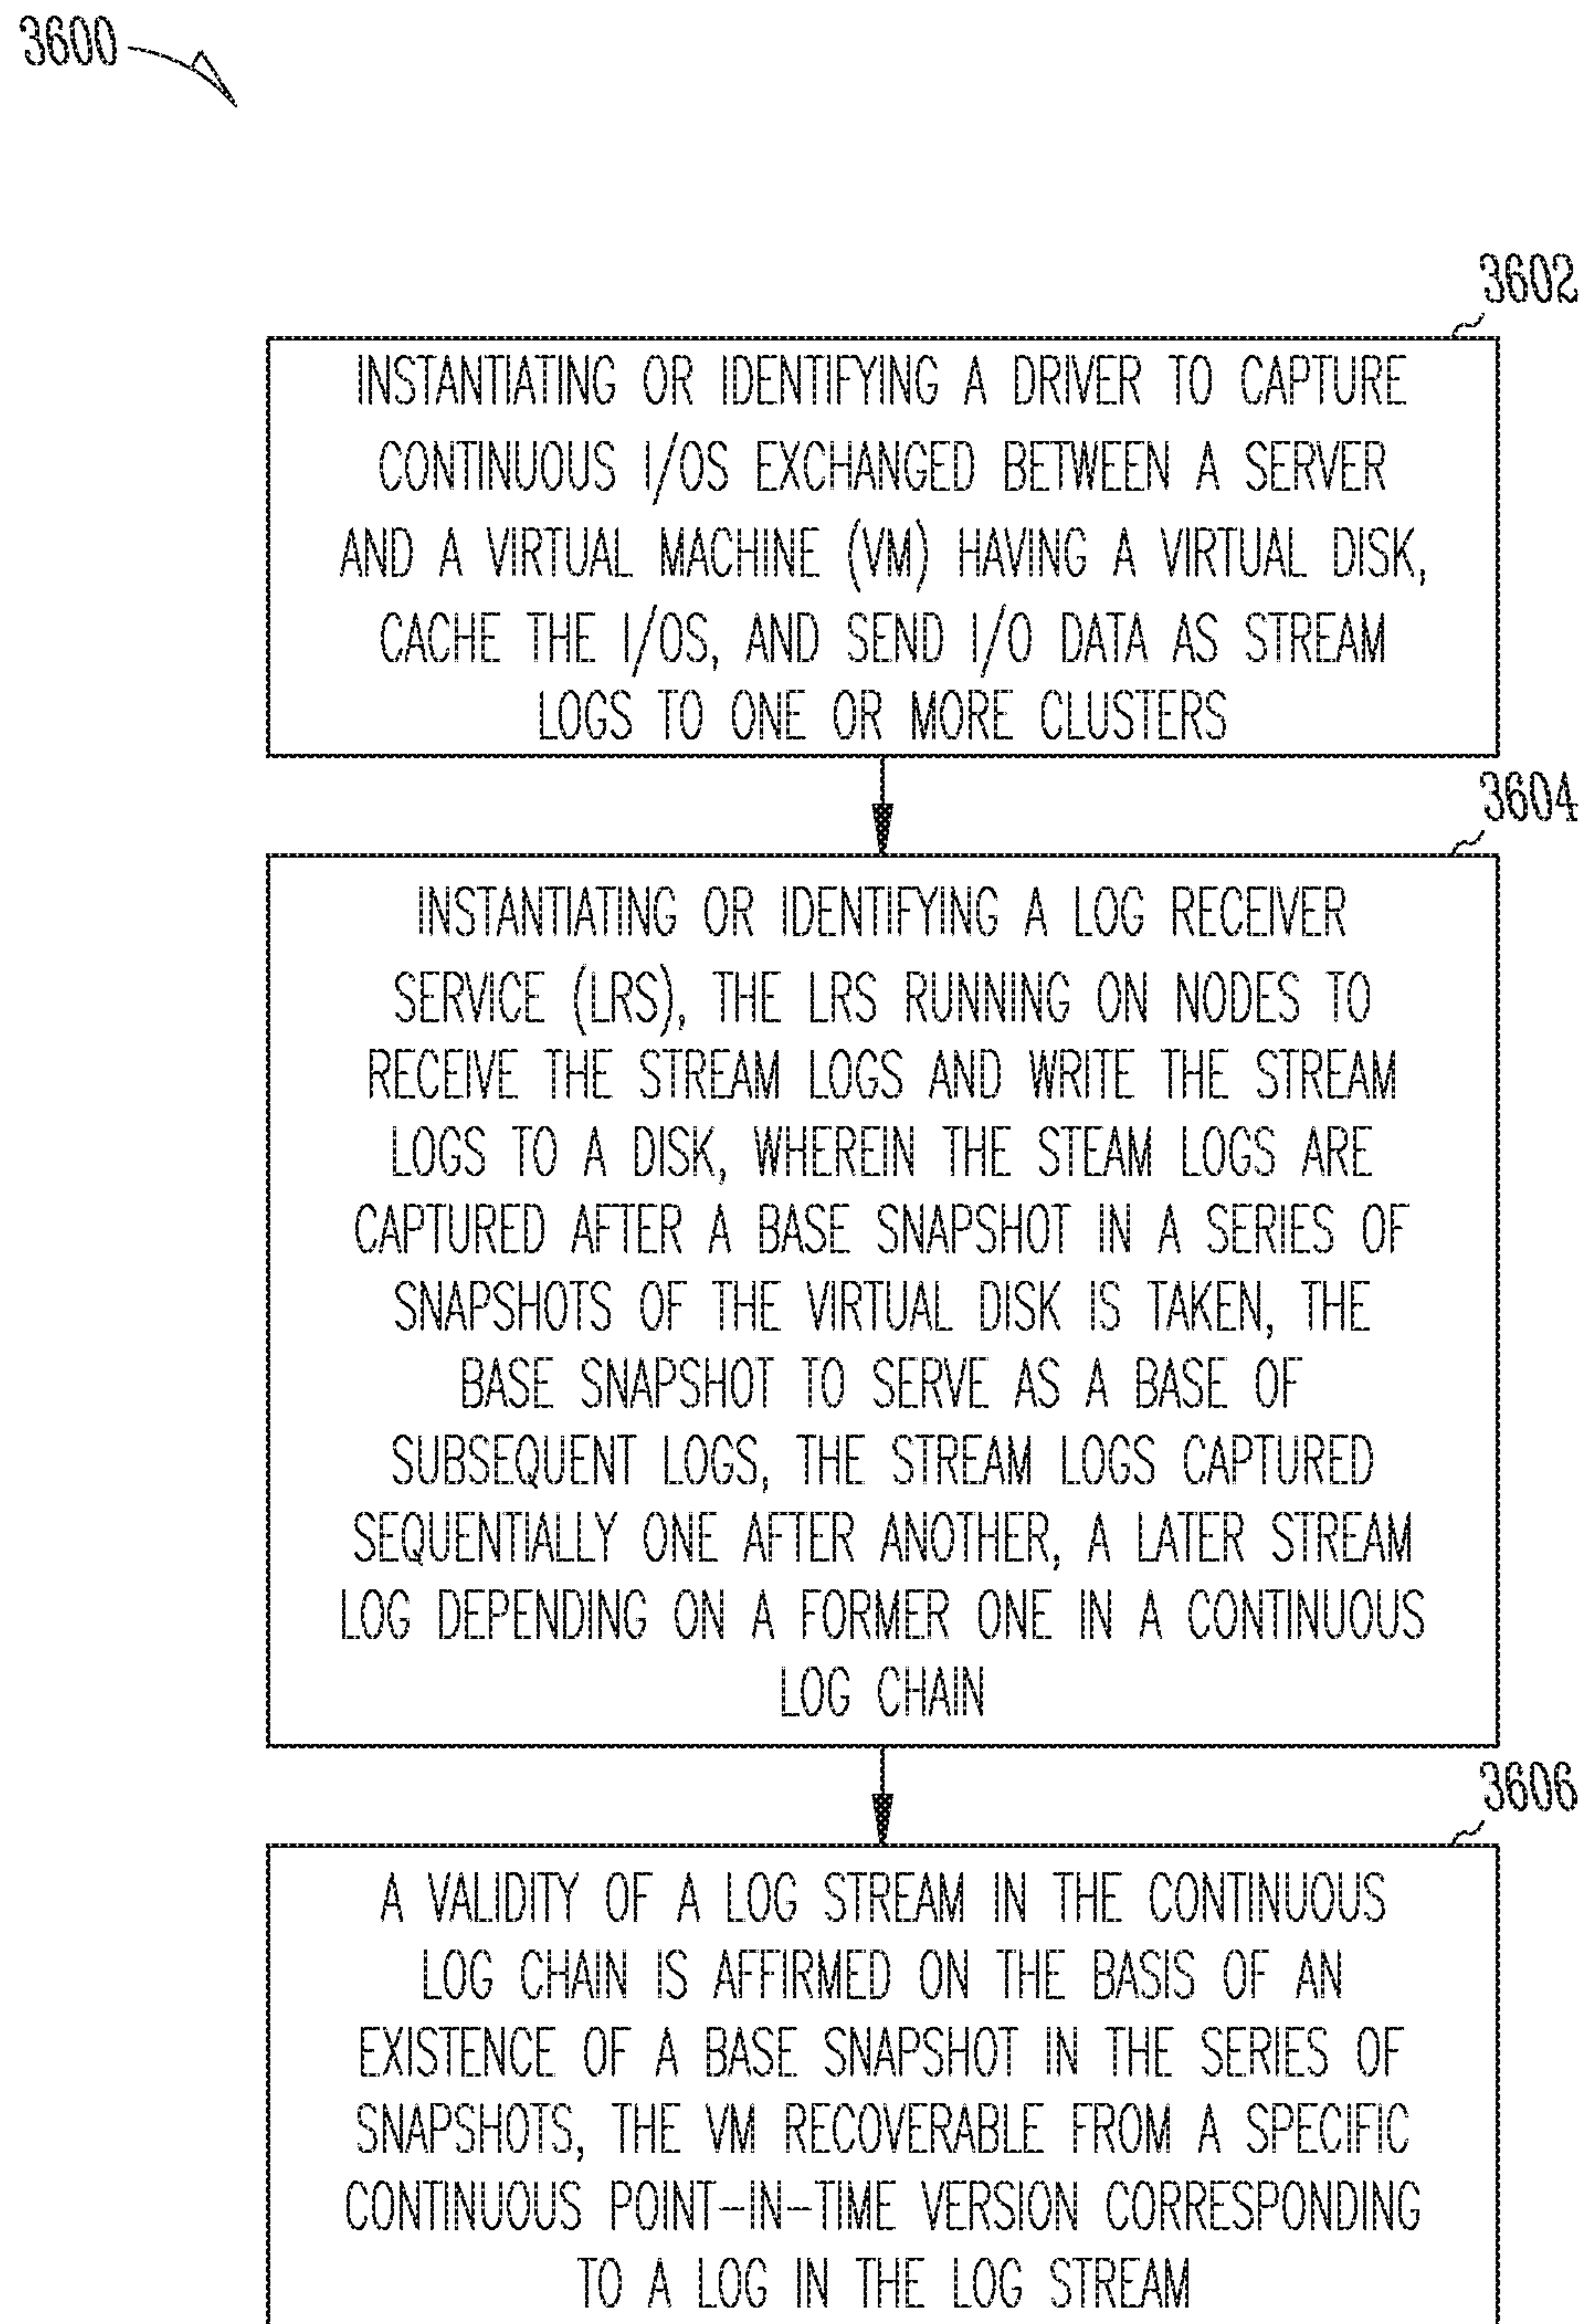 3600
3602
INSTANTIATING OR IDENTIFYING A DRIVER TO CAPTURE
CONTINUOUS I/OS EXCHANGED BETWEEN A SERVER
AND A VIRTUAL MACHINE (VM) HAVING A VIRTUAL DISK,
CACHE THE I/OS, AND SEND I/O DATA AS STREAM
LOGS TO ONE OR MORE CLUSTERS
3604
INSTANTIATING OR IDENTIFYING A LOG RECEIVER
SERVICE (LRS), THE LRS RUNNING ON NODES TO
RECEIVE THE STREAM LOGS AND WRITE THE STREAM
LOGS TO A DISK, WHEREIN THE STEAM LOGS ARE
CAPTURED AFTER A BASE SNAPSHOT IN A SERIES OF
SNAPSHOTS OF THE VIRTUAL DISK IS TAKEN, THE
BASE SNAPSHOT TO SERVE AS A BASE OF
SUBSEQUENT LOGS, THE STREAM LOGS CAPTURED
SEQUENTIALLY ONE AFTER ANOTHER, A LATER STREAM
LOG DEPENDING ON A FORMER ONE IN A CONTINUOUS
LOG CHAIN
3606
A VALIDITY OF A LOG STREAM IN THE CONTINUOUS
LOG CHAIN IS AFFIRMED ON THE BASIS OF AN
EXISTENCE OF A BASE SNAPSHOT IN THE SERIES OF
SNAPSHOTS, THE VM RECOVERABLE FROM A SPECIFIC
CONTINUOUS POINT-IN-TIME VERSION CORRESPONDING
TO A LOG IN THE LOG STREAM